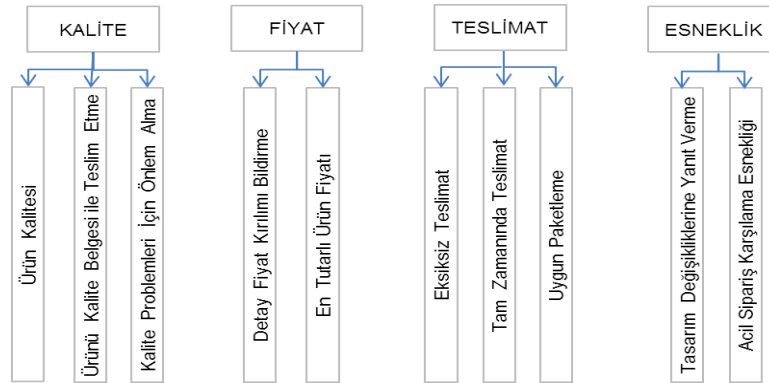 KALİTE
Ürün Kalitesi
Ürünü Kalite Belgesi ile Teslim Etme
Kalite Problemleri İçin Önlem Alma
FİYAT
Detay Fiyat Kırılımı Bildirme
En Tutarlı Ürün Fiyatı
TESLİMAT
Eksiksiz Teslimat
Tam Zamanında Teslimat
Uygun Paketleme
ESNEKLİK
Tasarım Değişikliklerine Yanıt Verme
Acil Sipariş Karşılama Esnekliği